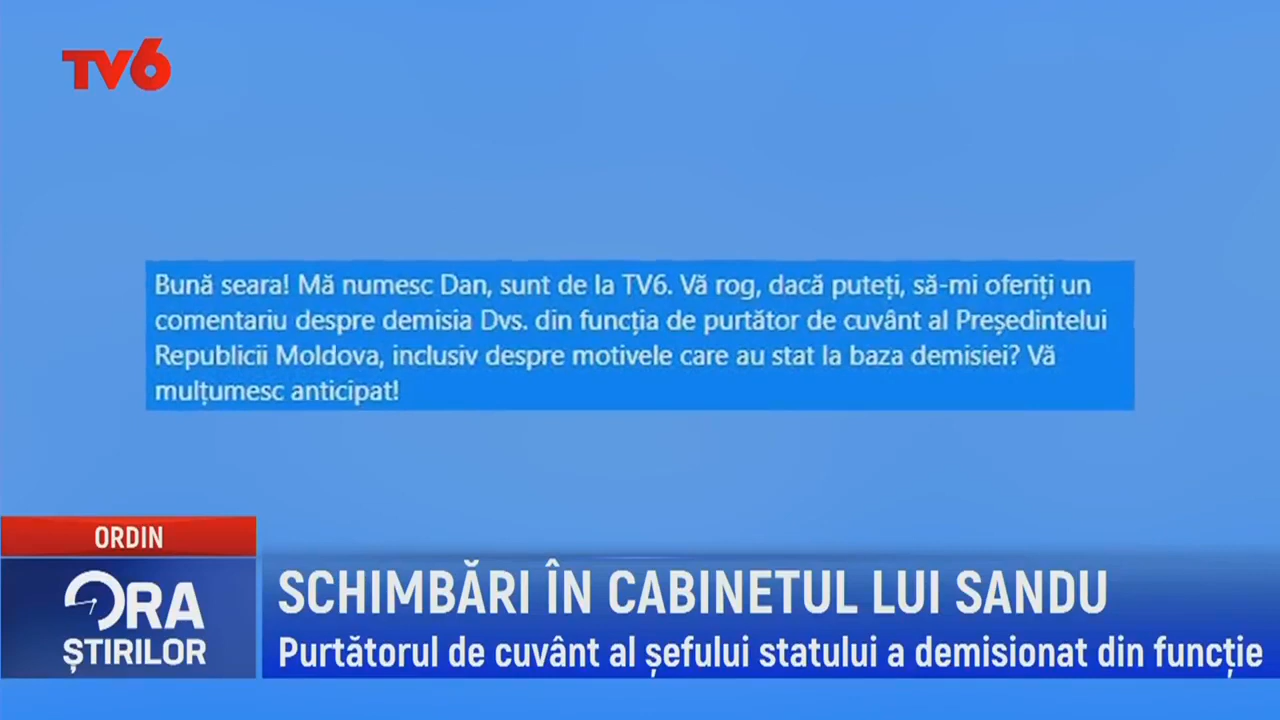 TV6
Bună seara! Mă numesc Dan, sunt de la TV6. Vă rog, dacă puteți, să-mi oferiți un
comentariu despre demisia Dvs. din funcția de purtător de cuvânt al Președintelui
Republicii Moldova, inclusiv despre motivele care au stat la baza demisiei? Vă
mulțumesc anticipat!
ORDIN
ORA
ȘTIRILOR
SCHIMBĂRI ÎN CABINETUL LUI SANDU
Purtătorul de cuvânt al șefului statului a demisionat din funcție